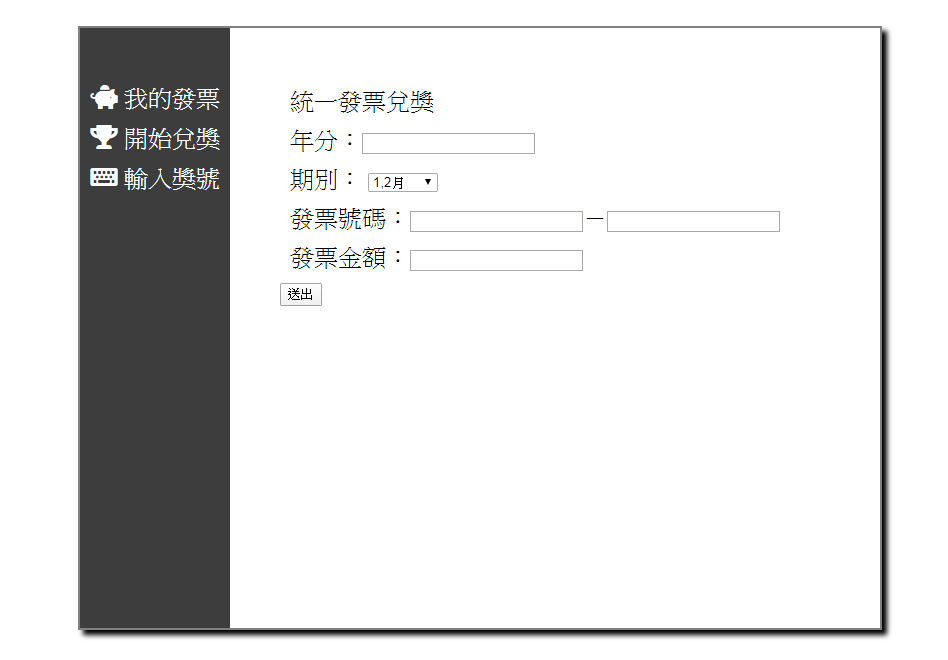 我的發票
開始兌獎
輸入獎號
統一發票兌獎
年分：
期別： 1,2月
發票號碼： －
發票金額：
送出